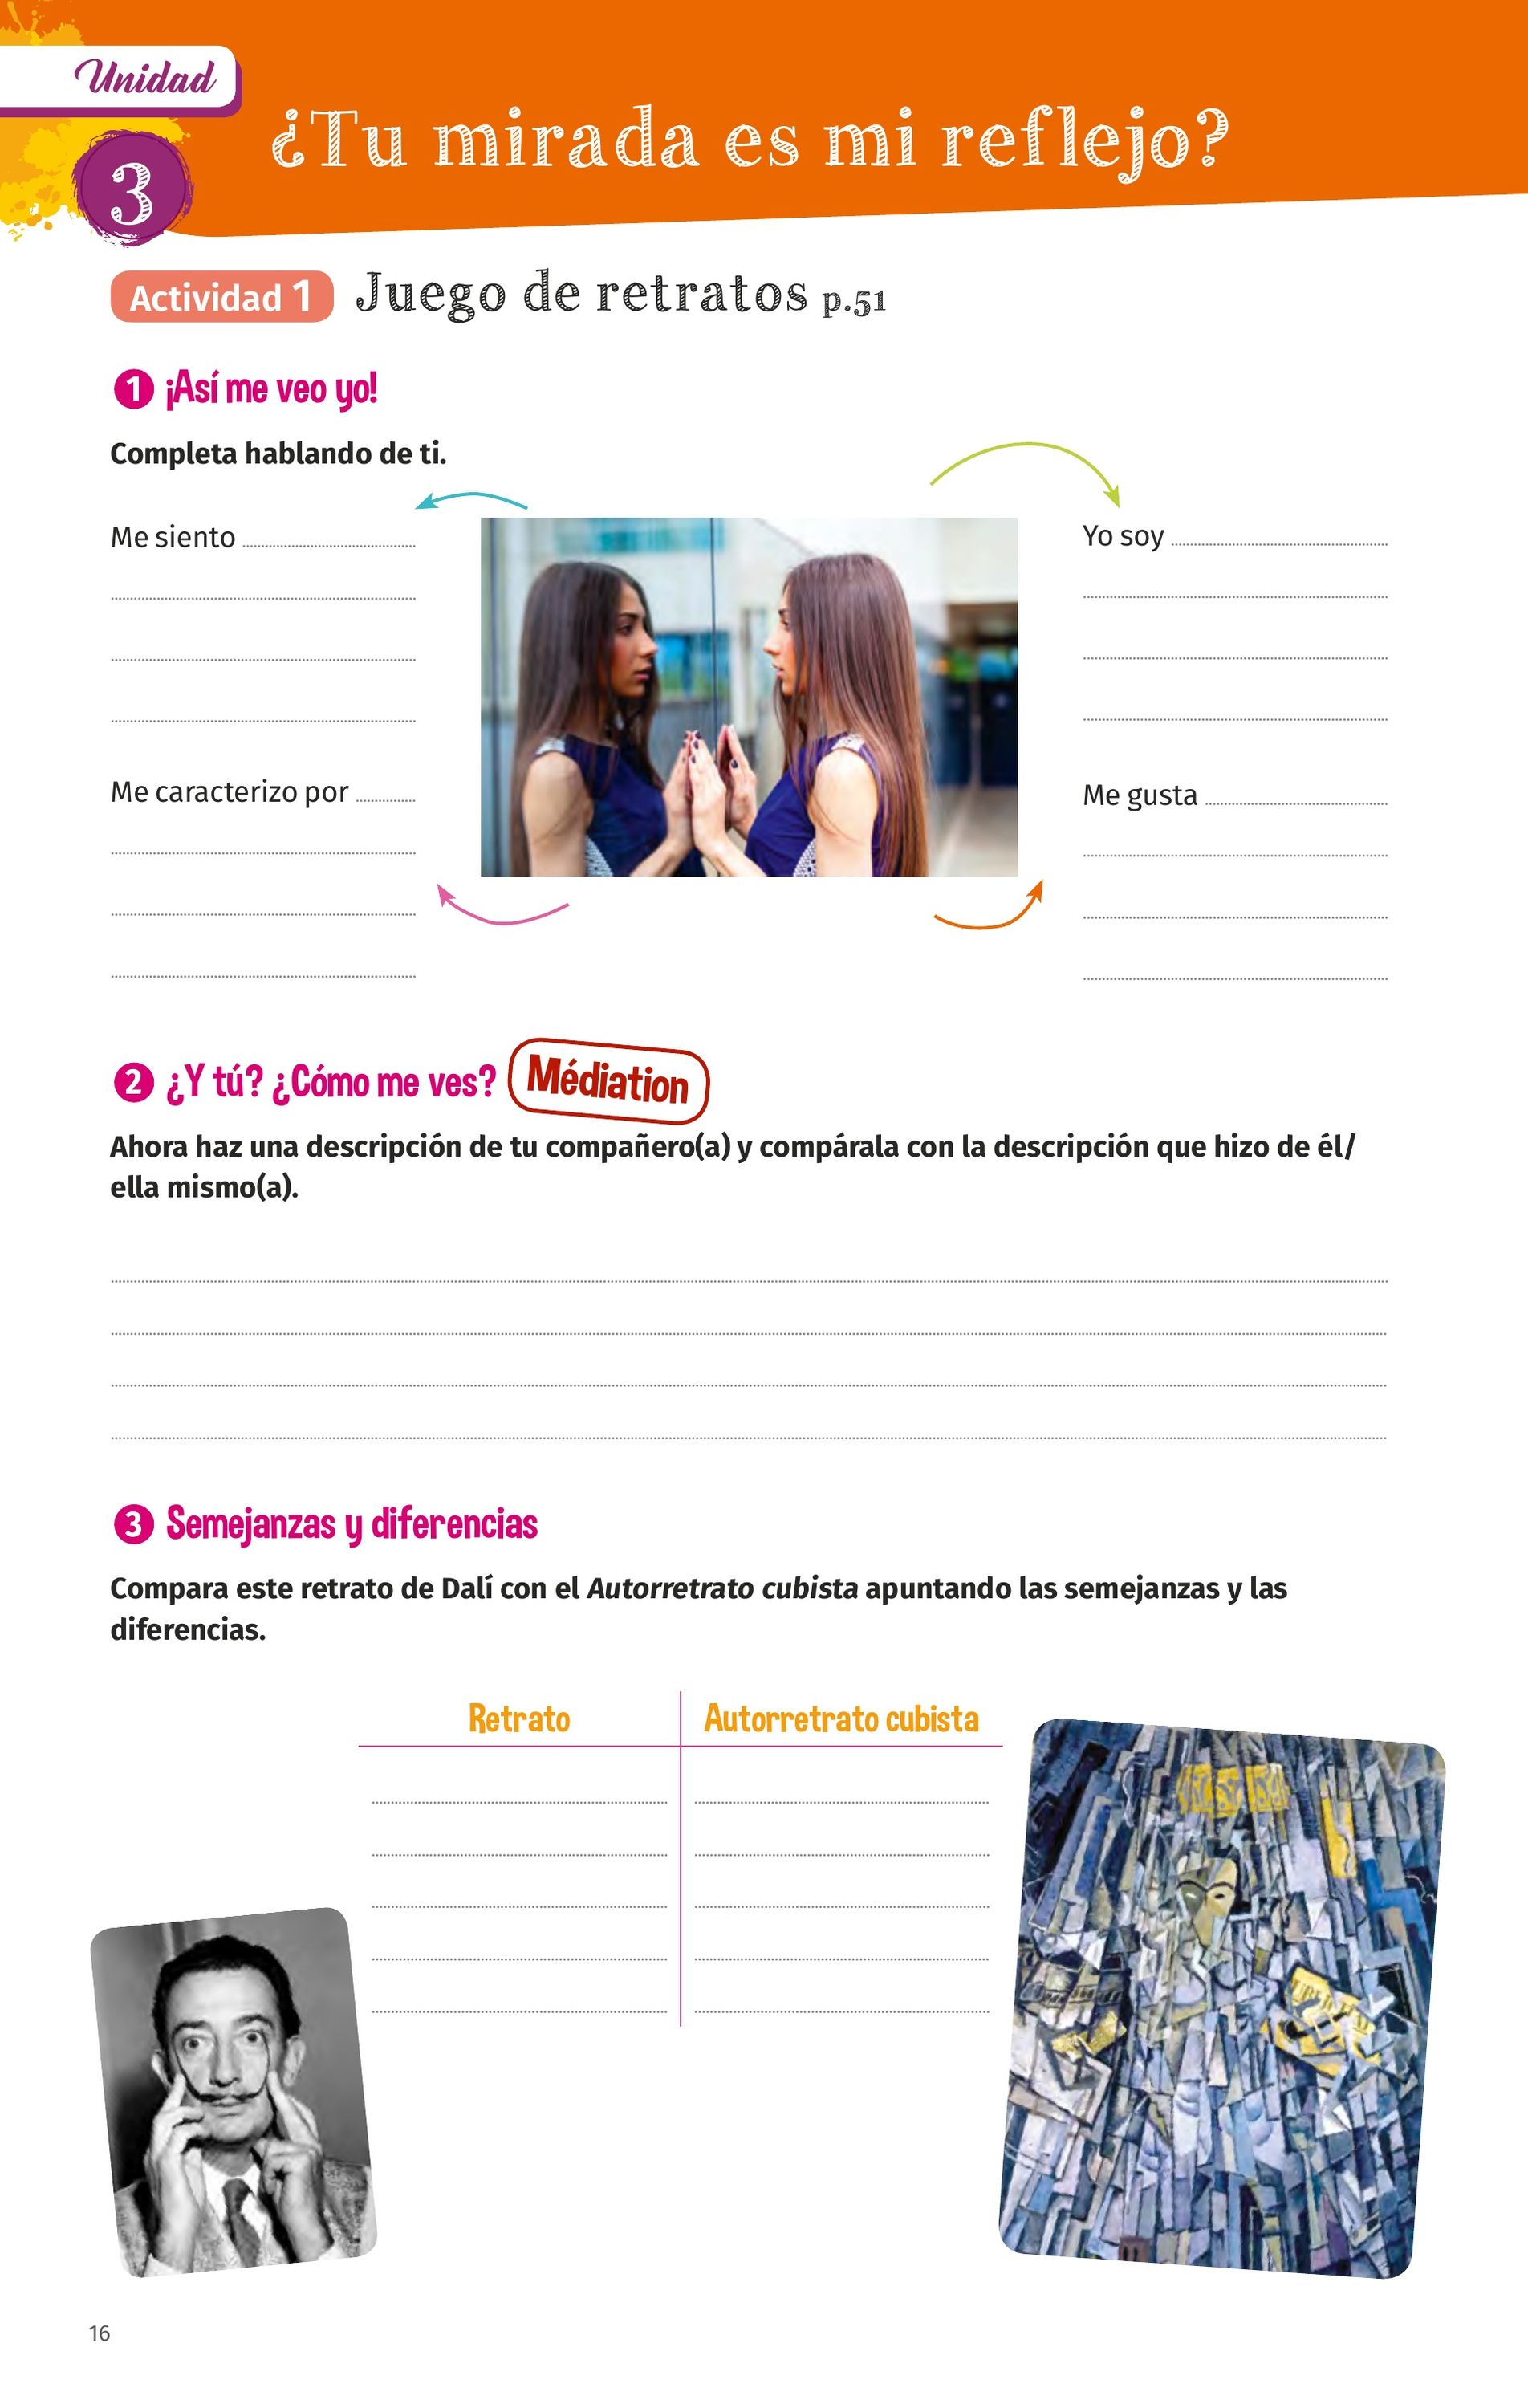 Unidad
3
¿Tu mirada es mi reflejo?
Actividad 1 Juego de retratos p.51
1 ¡Así me veo yo!
Completa hablando de ti.
Me siento
Yo soy
Me caracterizo por
Me gusta
2 ¿Y tú? ¿Cómo me ves? Médiation
Ahora haz una descripción de tu compañero(a) y compárala con la descripción que hizo de él/
ella mismo(a).
3 Semejanzas y diferencias
Compara este retrato de Dalí con el Autorretrato cubista apuntando las semejanzas y las
diferencias.
Retrato Autorretrato cubista
16